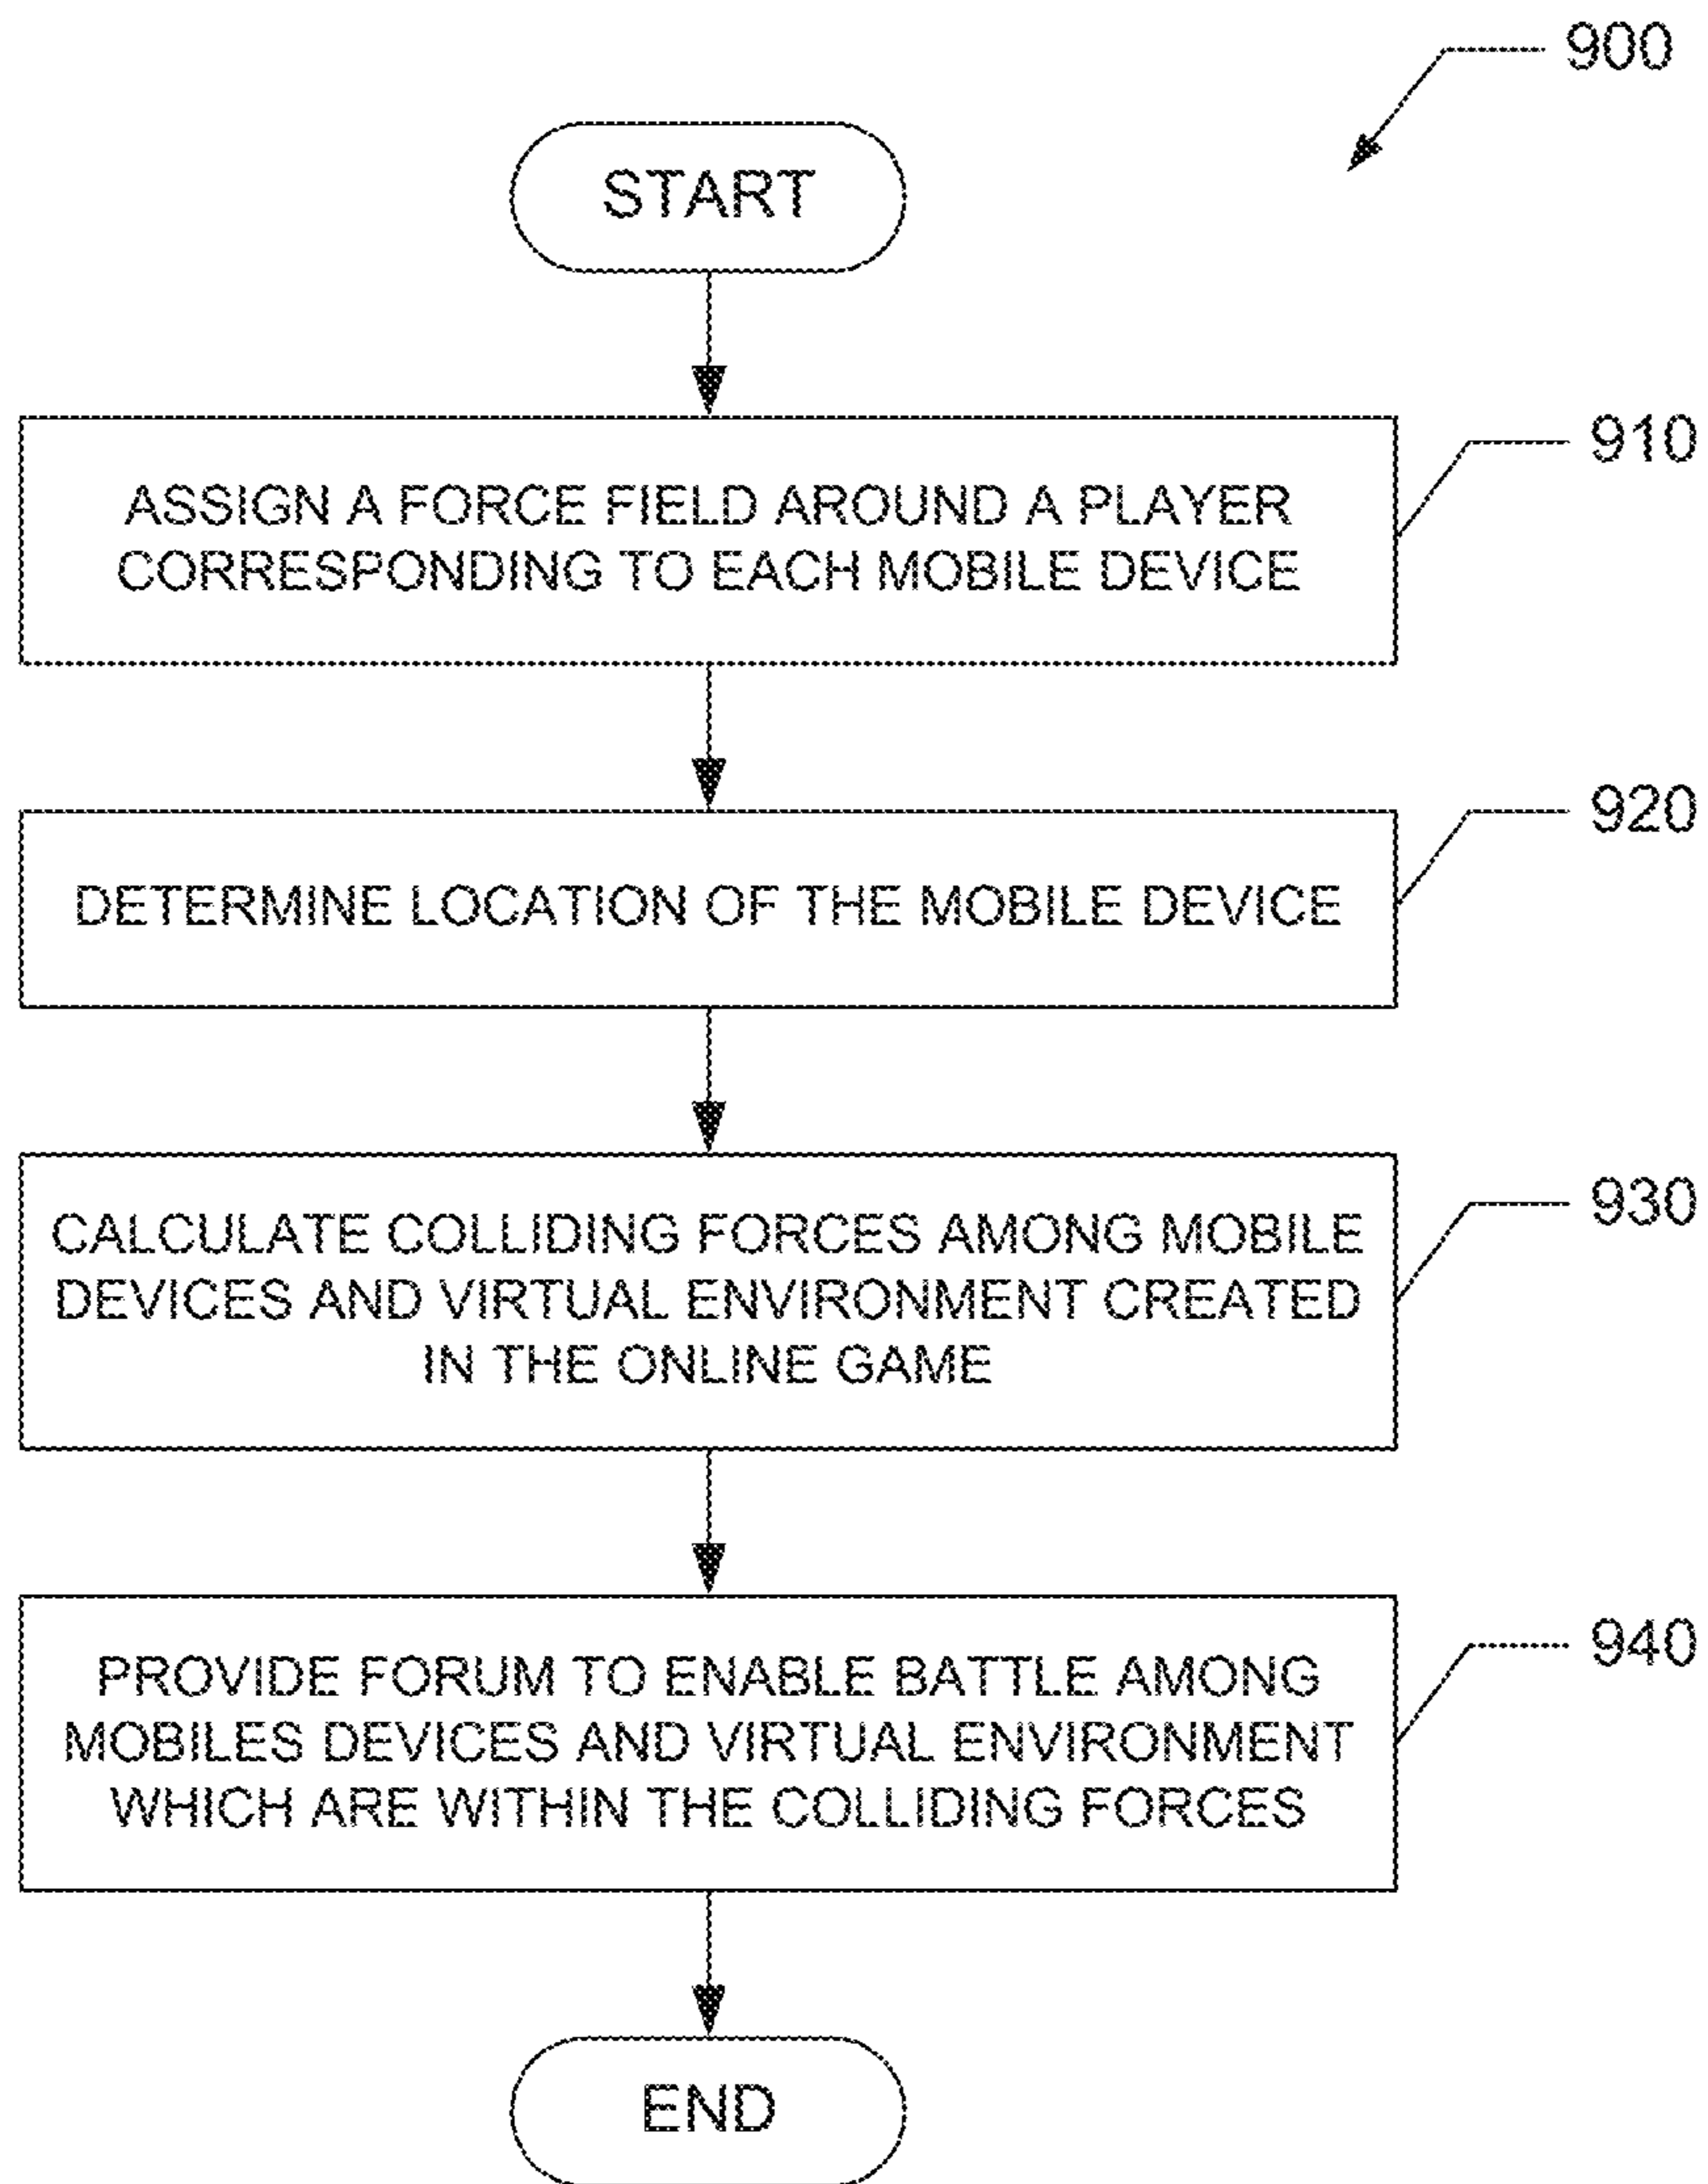 900
START
910
ASSIGN A FORCE FIELD AROUND A PLAYER
CORRESPONDING TO EACH MOBILE DEVICE
920
DETERMINE LOCATION OF THE MOBILE DEVICE
930
CALCULATE COLLIDING FORCES AMONG MOBILE
DEVICES AND VIRTUAL ENVIRONMENT CREATED
IN THE ONLINE GAME
940
PROVIDE FORUM TO ENABLE BATTLE AMONG
MOBILES DEVICES AND VIRTUAL ENVIRONMENT
WHICH ARE WITHIN THE COLLIDING FORCES
END